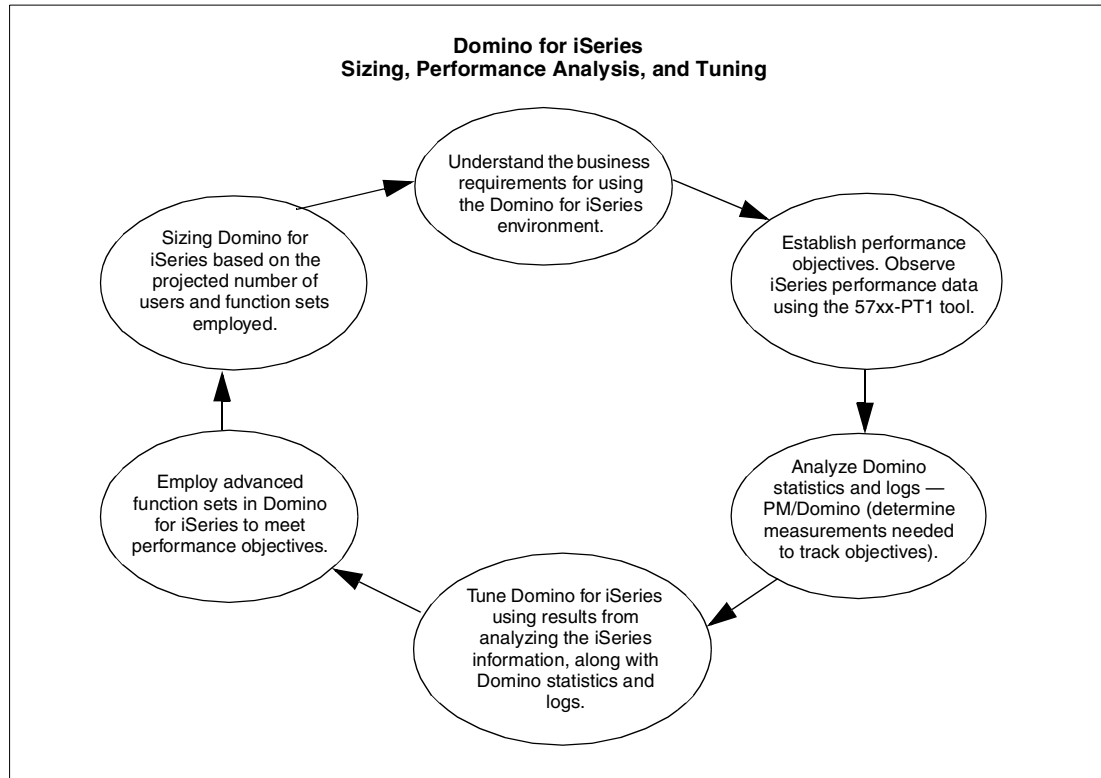 Domino for iSeries
Sizing, Performance Analysis, and Tuning
Understand the business
requirements for using
the Domino for iSeries
environment.
Establish performance
objectives. Observe
iSeries performance data
using the 57xx-PT1 tool.
Analyze Domino
statistics and logs —
PM/Domino (determine
measurements needed
to track objectives).
Tune Domino for iSeries
using results from
analyzing the iSeries
information, along with
Domino statistics and
logs.
Employ advanced
function sets in Domino
for iSeries to meet
performance objectives.
Sizing Domino for
iSeries based on the
projected number of
users and function sets
employed.